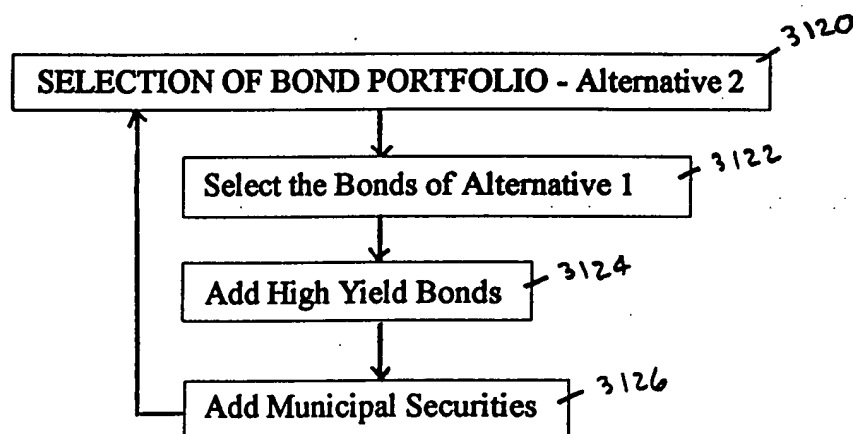 3120
SELECTION OF BOND PORTFOLIO - Alternative 2
3122
Select the Bonds of Alternative 1
3124
Add High Yield Bonds
3126
Add Municipal Securities